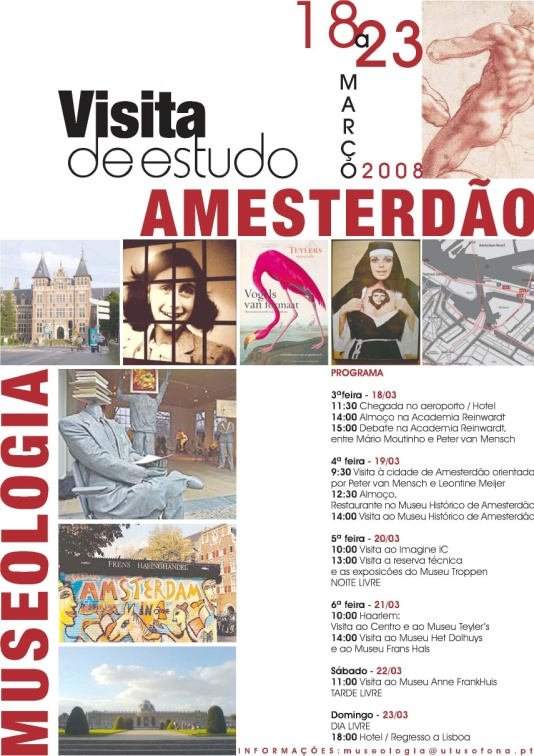 18 a 23
MARÇO
2008
Visita
de estudo
AMESTERDÃO
TEYLERS
Vogels
van formaat
MUSEOLOGIA
FRENS HARINGHANDEL
AMSTERDAM
PROGRAMA
3ªfeira - 18/03
11:30 Chegada no aeroporto / Hotel
14:00 Almoço na Academia Reinwardt
15:00 Debate na Academia Reinwardt,
entre Mário Moutinho e Peter van Mensch
4ª feira - 19/03
9:30 Visita à cidade de Amesterdão orientada
por Peter van Mensch e Leontine Meijer
12:30 Almoço,
Restaurante no Museu Histórico de Amesterdão
14:00 Visita ao Museu Histórico de Amesterdão
5ª feira - 20/03
10:00 Visita ao Imagine IC
13:00 Visita a reserva técnica
e as exposicões do Museu Troppen
NOITE LIVRE
6ª feira - 21/03
10:00 Haarlem:
Visita ao Centro e ao Museu Teyler's
14:00 Visita ao Museu Het Dolhuys
e ao Museu Frans Hals
Sábado - 22/03
11:00 Visita ao Museu Anne FrankHuis
TARDE LIVRE
Domingo - 23/03
DIA LIVRE
18:00 Hotel / Regresso a Lisboa
INFORMAÇÕES: museologia@ulusofona.pt